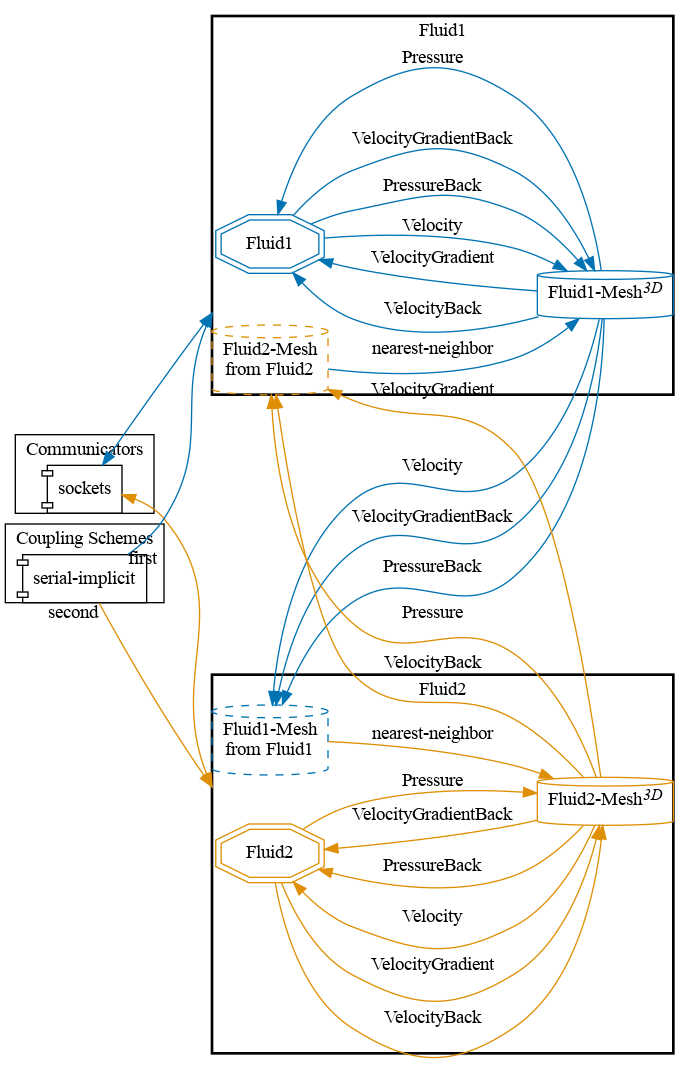 Fluid1
Pressure
VelocityGradientBack
PressureBack
Velocity
Fluid1
VelocityGradient
Fluid1-Mesh3D
VelocityBack
Fluid2-Mesh
from Fluid2
nearest-neighbor
VelocityGradient
Communicators
sockets
Velocity
VelocityGradientBack
Coupling Schemes
first
serial-implicit
PressureBack
second
Pressure
VelocityBack
Fluid2
Fluid1-Mesh
from Fluid1
nearest-neighbor
Pressure
Fluid2-Mesh3D
VelocityGradientBack
Fluid2
PressureBack
Velocity
VelocityGradient
VelocityBack